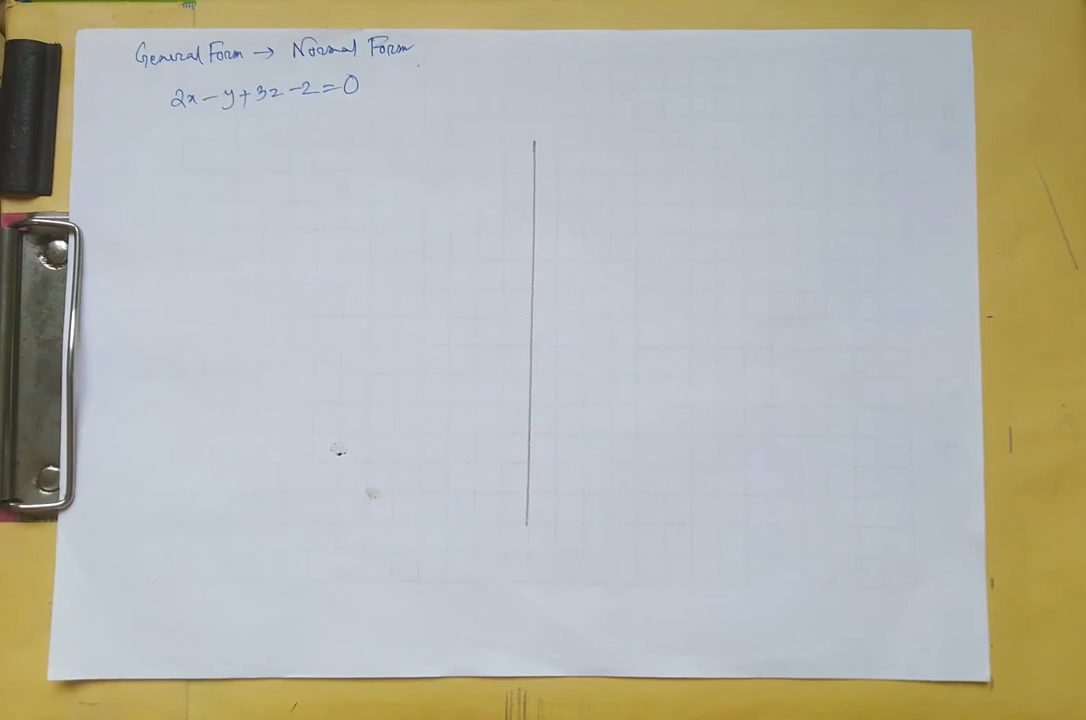 General Form → Normal Form
2x - y + 3z - 2 = 0